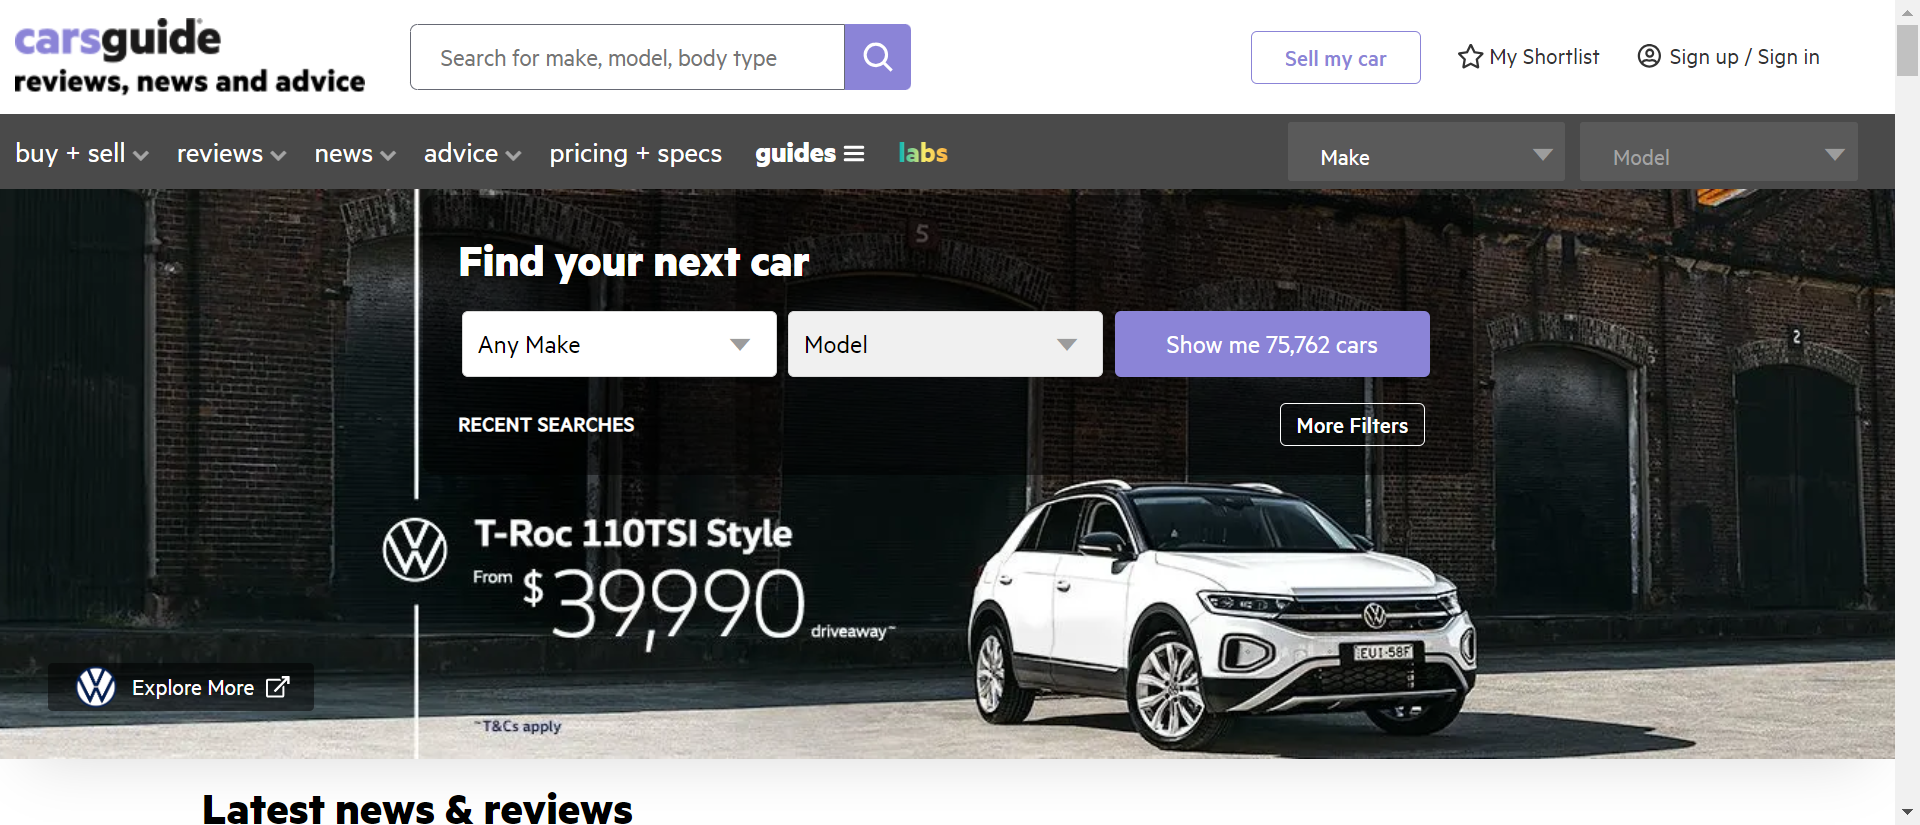 carsguide
reviews, news and advice
Search for make, model, body type
Sell my car
My Shortlist
Sign up / Sign in
buy + sell
reviews
news
advice
pricing + specs
guides
labs
Make
Model
5
2
Find your next car
Any Make
Model
Show me 75,762 cars
RECENT SEARCHES
More Filters
T-Roc 110TSI Style
From $39,990 driveaway~
EVI·58F
Explore More
~T&Cs apply
Latest news & reviews